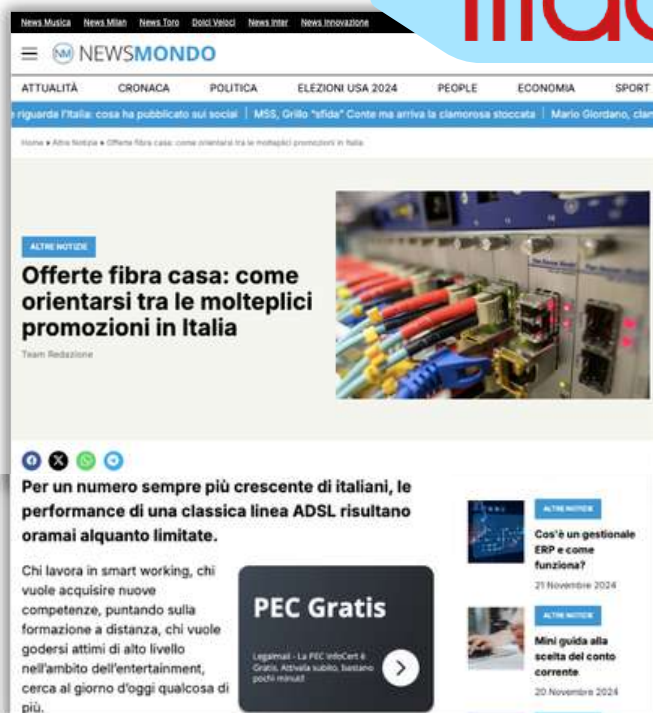 News Musica News Milan News Toro Dolci Veloci News Inter News Innovazione
NM NEWSMONDO
ATTUALITÀ CRONACA POLITICA ELEZIONI USA 2024 PEOPLE ECONOMIA SPORT
riguarda l'Italia: cosa ha pubblicato sui social | M5S, Grillo "sfida" Conte ma arriva la clamorosa stoccata | Mario Giordano, clam
Home » Altre Notizie » Offerte fibra casa: come orientarsi tra le molteplici promozioni in Italia
ALTRE NOTIZIE
Offerte fibra casa: come
orientarsi tra le molteplici
promozioni in Italia
Team Redazione
Per un numero sempre più crescente di italiani, le
performance di una classica linea ADSL risultano
oramai alquanto limitate.
Chi lavora in smart working, chi
vuole acquisire nuove
competenze, puntando sulla
formazione a distanza, chi vuole
godersi attimi di alto livello
nell'ambito dell'entertainment,
cerca al giorno d'oggi qualcosa di
più.
PEC Gratis
Legalmail - La PEC InfoCert è
Gratis. Attivala subito, bastano
pochi minuti!
ALTRE NOTIZIE
Cos'è un gestionale
ERP e come
funziona?
21 Novembre 2024
ALTRE NOTIZIE
Mini guida alla
scelta del conto
corrente
20 Novembre 2024